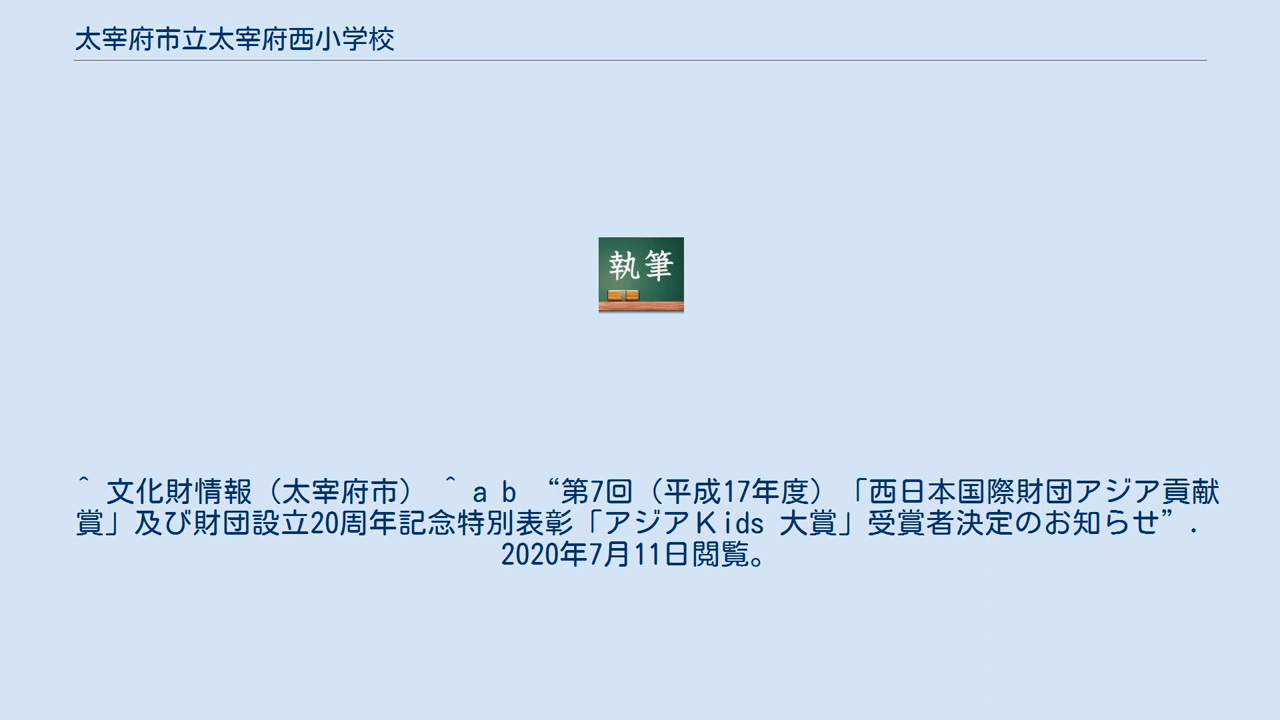 太宰府市立太宰府西小学校
執筆
^ 文化財情報（太宰府市） ^ a b “第7回（平成17年度）「西日本国際財団アジア貢献
賞」及び財団設立20周年記念特別表彰「アジアＫids 大賞」受賞者決定のお知らせ”.
2020年7月11日閲覧。